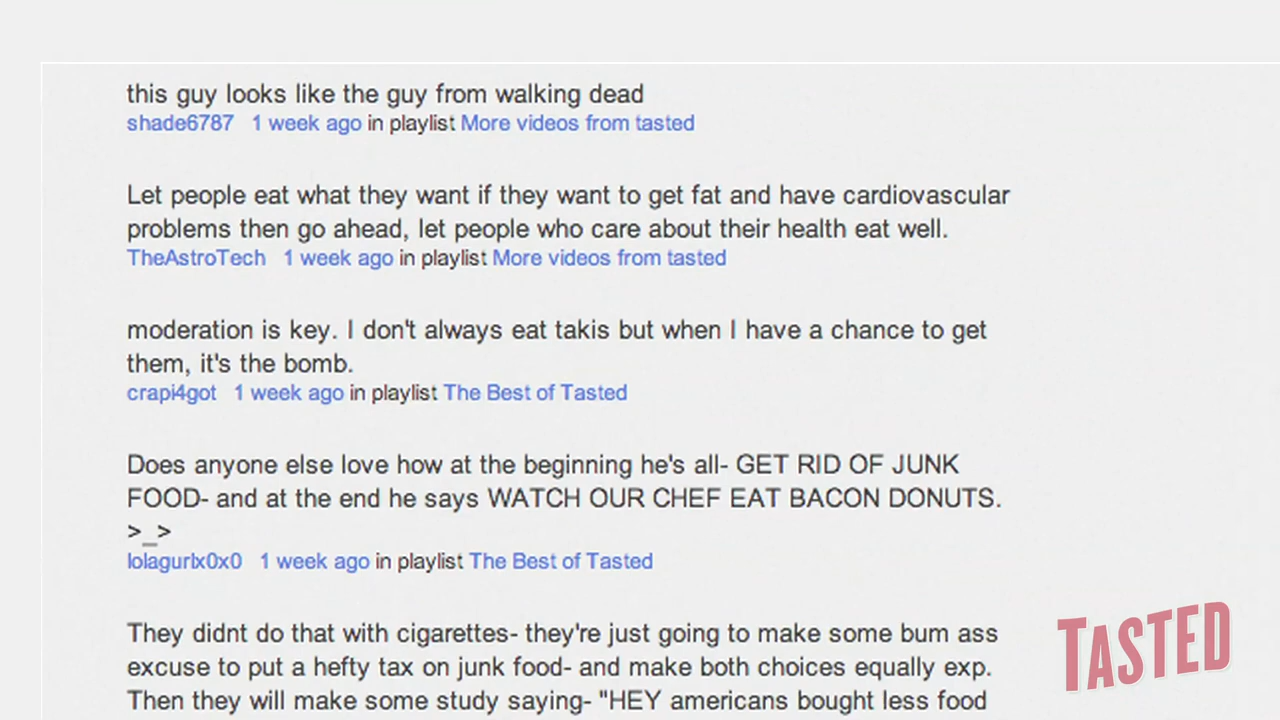 this guy looks like the guy from walking dead
shade6787 1 week ago in playlist More videos from tasted
Let people eat what they want if they want to get fat and have cardiovascular
problems then go ahead, let people who care about their health eat well.
TheAstroTech 1 week ago in playlist More videos from tasted
moderation is key. I don't always eat takis but when I have a chance to get
them, it's the bomb.
crapi4got 1 week ago in playlist The Best of Tasted
Does anyone else love how at the beginning he's all- GET RID OF JUNK
FOOD- and at the end he says WATCH OUR CHEF EAT BACON DONUTS.
>_>
lolagurlx0x0 1 week ago in playlist The Best of Tasted
They didnt do that with cigarettes- they're just going to make some bum ass
excuse to put a hefty tax on junk food- and make both choices equally exp.
Then they will make some study saying- "HEY americans bought less food
TASTED